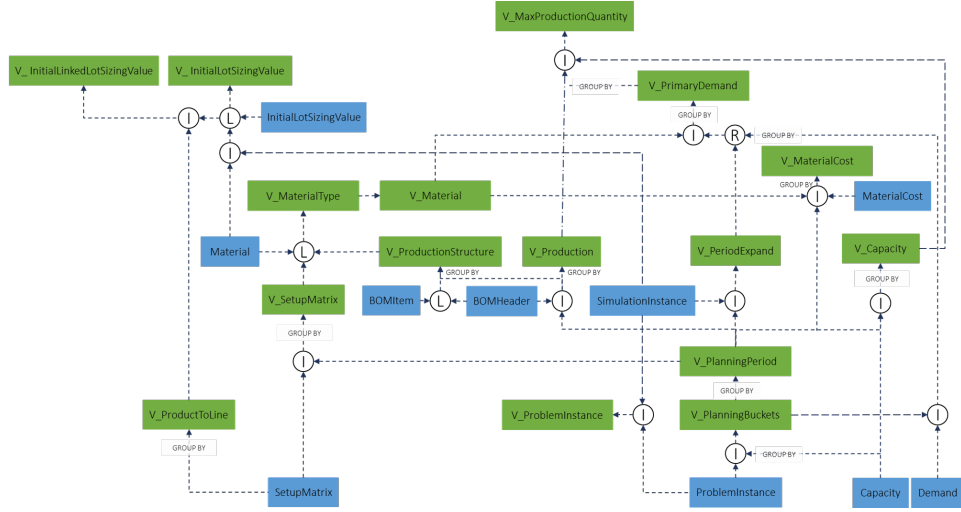 V_MaxProductionQuantity
V_ InitialLinkedLotSizingValue
V_ InitialLotSizingValue
I
GROUP BY
V_PrimaryDemand
InitialLotSizingValue
I
L
GROUP BY
I
R
GROUP BY
I
V_MaterialCost
GROUP BY
V_MaterialType
V_Material
I
MaterialCost
Material
L
V_ProductionStructure
V_Production
V_PeriodExpand
V_Capacity
GROUP BY
GROUP BY
GROUP BY
V_SetupMatrix
BOMItem
L
BOMHeader
I
SimulationInstance
I
I
GROUP BY
I
V_PlanningPeriod
GROUP BY
V_ProductToLine
V_ProblemInstance
I
V_PlanningBuckets
I
GROUP BY
I
GROUP BY
SetupMatrix
ProblemInstance
Capacity
Demand